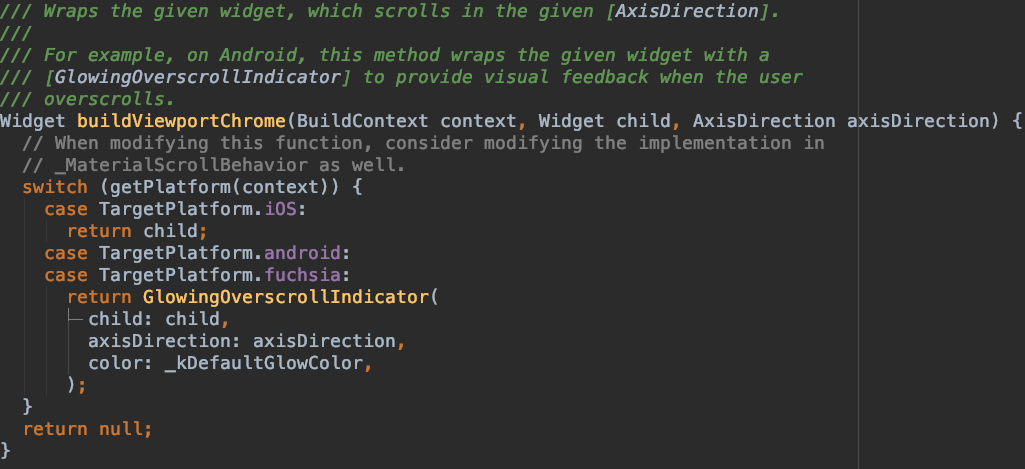 /// Wraps the given widget, which scrolls in the given [AxisDirection].
///
/// For example, on Android, this method wraps the given widget with a
/// [GlowingOverscrollIndicator] to provide visual feedback when the user
/// overscrolls.
Widget buildViewportChrome(BuildContext context, Widget child, AxisDirection axisDirection) {
  // When modifying this function, consider modifying the implementation in
  // _MaterialScrollBehavior as well.
  switch (getPlatform(context)) {
    case TargetPlatform.iOS:
      return child;
    case TargetPlatform.android:
    case TargetPlatform.fuchsia:
      return GlowingOverscrollIndicator(
        child: child,
        axisDirection: axisDirection,
        color: _kDefaultGlowColor,
      );
  }
  return null;
}